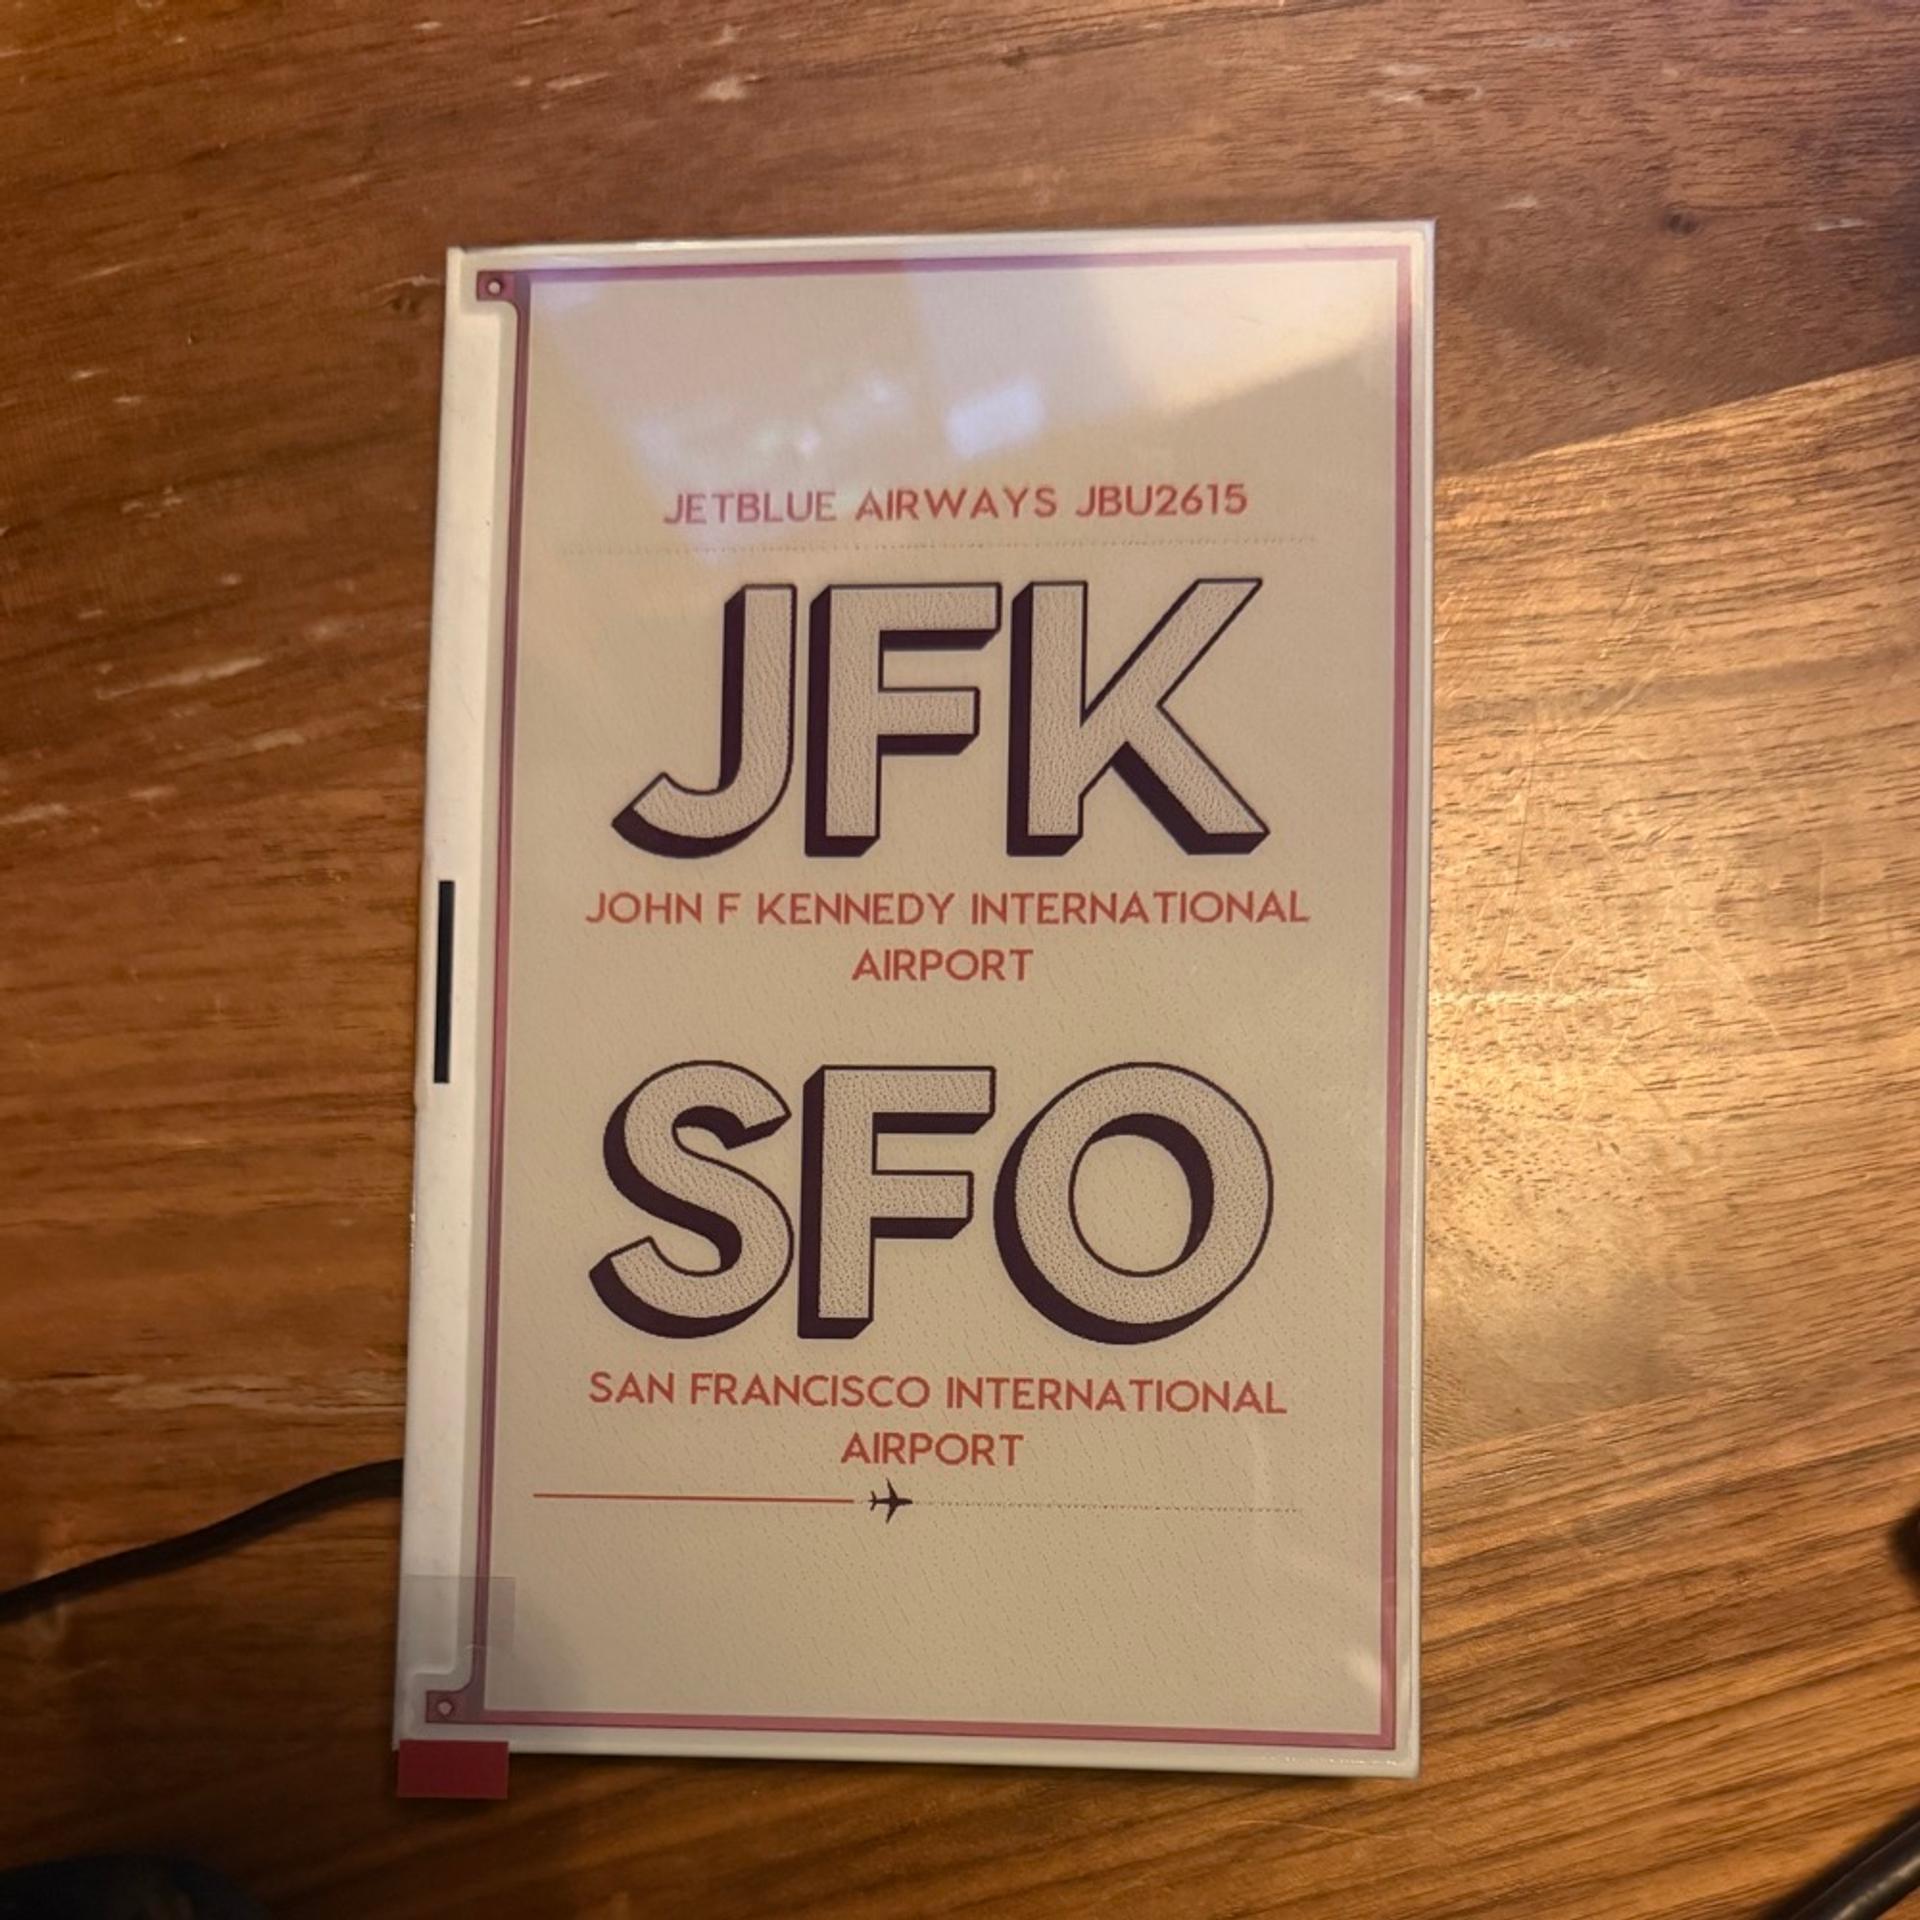 JETBLUE AIRWAYS JBU2615
JFK
JOHN F KENNEDY INTERNATIONAL
AIRPORT
SFO
SAN FRANCISCO INTERNATIONAL
AIRPORT